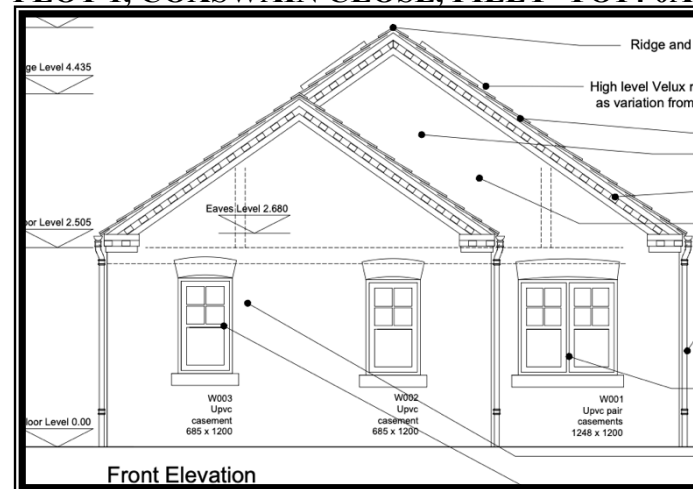 Ridge and
ge Level 4.435
High level Velux r
as variation from
Eaves Level 2.680
oor Level 2.505
W003
Upvc
casement
685 x 1200
W002
Upvc
casement
685 x 1200
W001
Upvc pair
casements
1248 x 1200
loor Level 0.00
Front Elevation